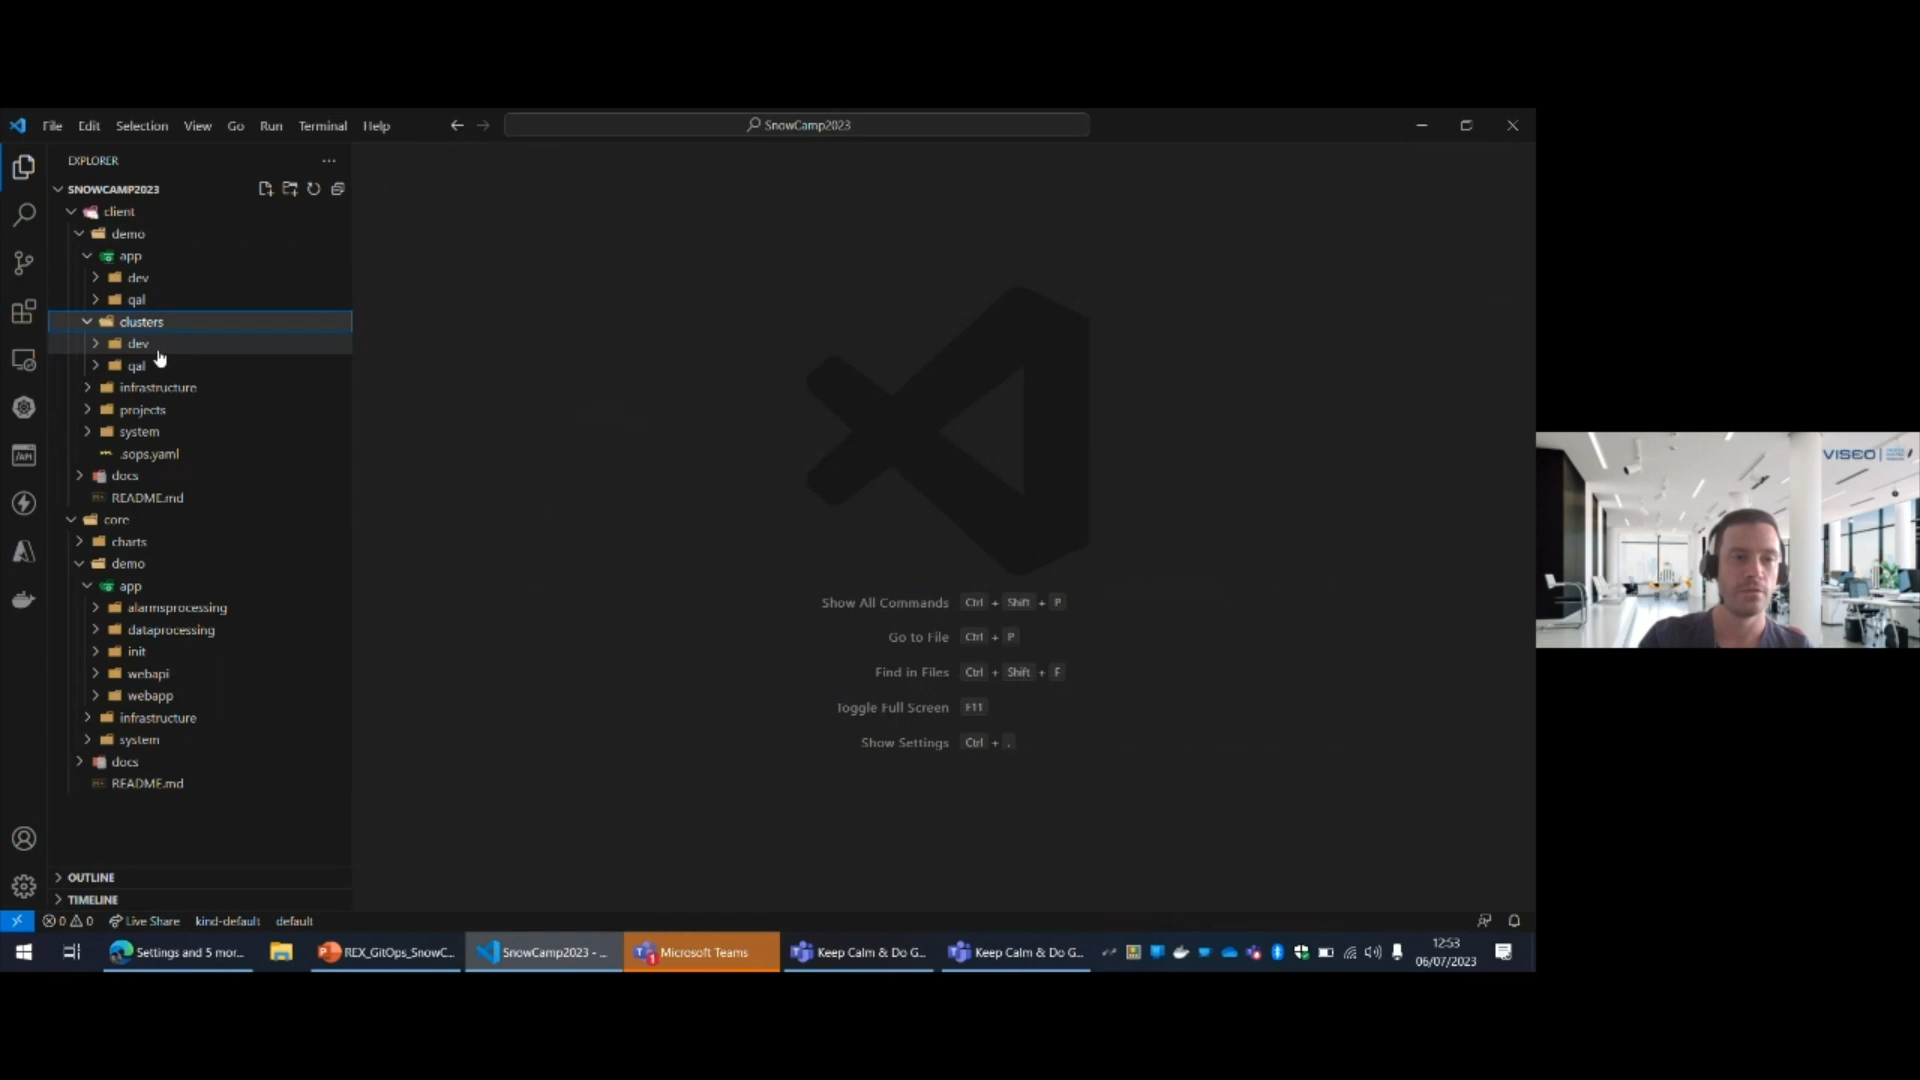 File Edit Selection View Go Run Terminal Help
SnowCamp2023
EXPLORER
SNOWCAMP2023
client
demo
app
dev
qal
clusters
dev
qal
infrastructure
projects
system
.sops.yaml
docs
README.md
core
charts
demo
app
alarmsprocessing
dataprocessing
init
webapi
webapp
infrastructure
system
docs
README.md
OUTLINE
TIMELINE
Show All Commands Ctrl + Shift + P
Go to File Ctrl + P
Find in Files Ctrl + Shift + F
Toggle Full Screen F11
Show Settings Ctrl + ,
0 0 Live Share kind-default default
Settings and 5 mor...
REX_GitOps_SnowC...
SnowCamp2023 - ...
1 Microsoft Teams
Keep Calm & Do G...
Keep Calm & Do G...
12:53
06/07/2023
VISEO